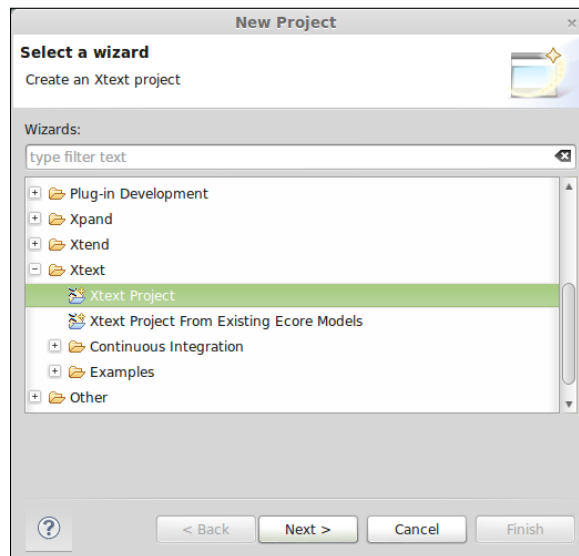 New Project
Select a wizard
Create an Xtext project
Wizards:
type filter text
Plug-in Development
Xpand
Xtend
Xtext
Xtext Project
Xtext Project From Existing Ecore Models
Continuous Integration
Examples
Other
< Back Next > Cancel Finish